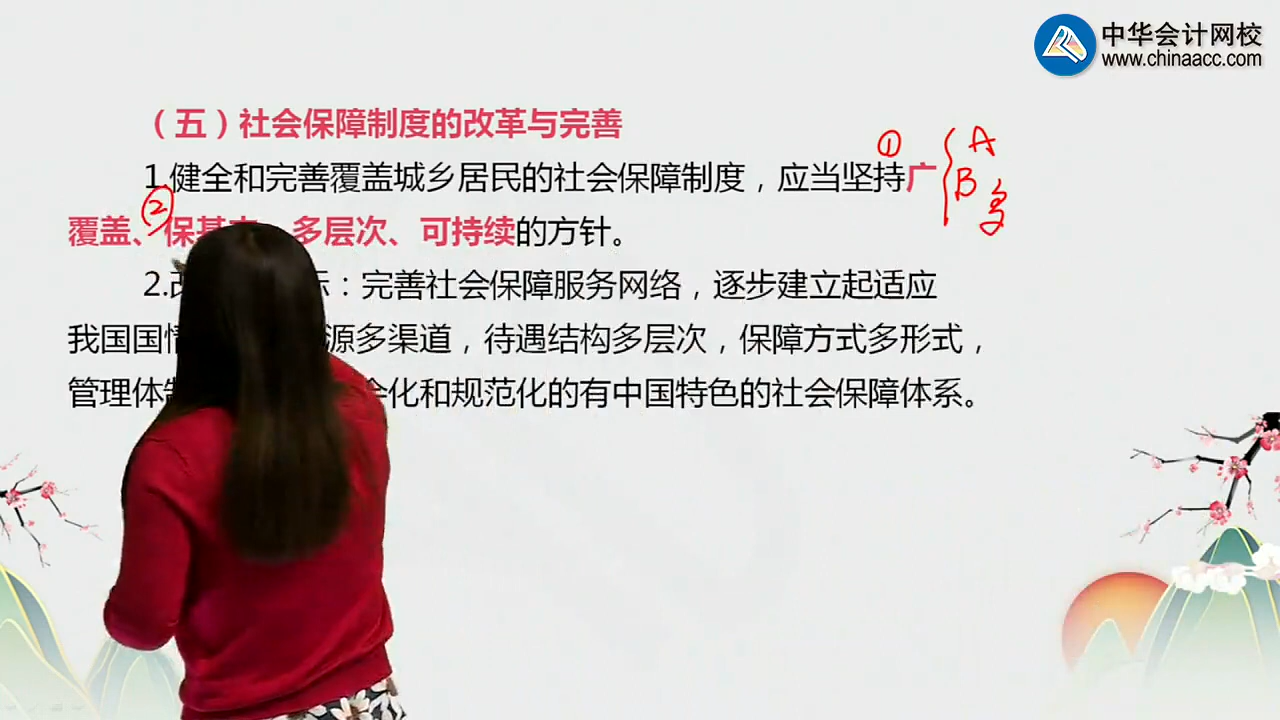 中华会计网校
www.chinaacc.com
（五）社会保障制度的改革与完善
①
A
B
多
1.健全和完善覆盖城乡居民的社会保障制度，应当坚持广
②
覆盖、保基 多层次、可持续的方针。
2.改 标：完善社会保障服务网络，逐步建立起适应
我国国情 源多渠道，待遇结构多层次，保障方式多形式，
管理体制 化和规范化的有中国特色的社会保障体系。